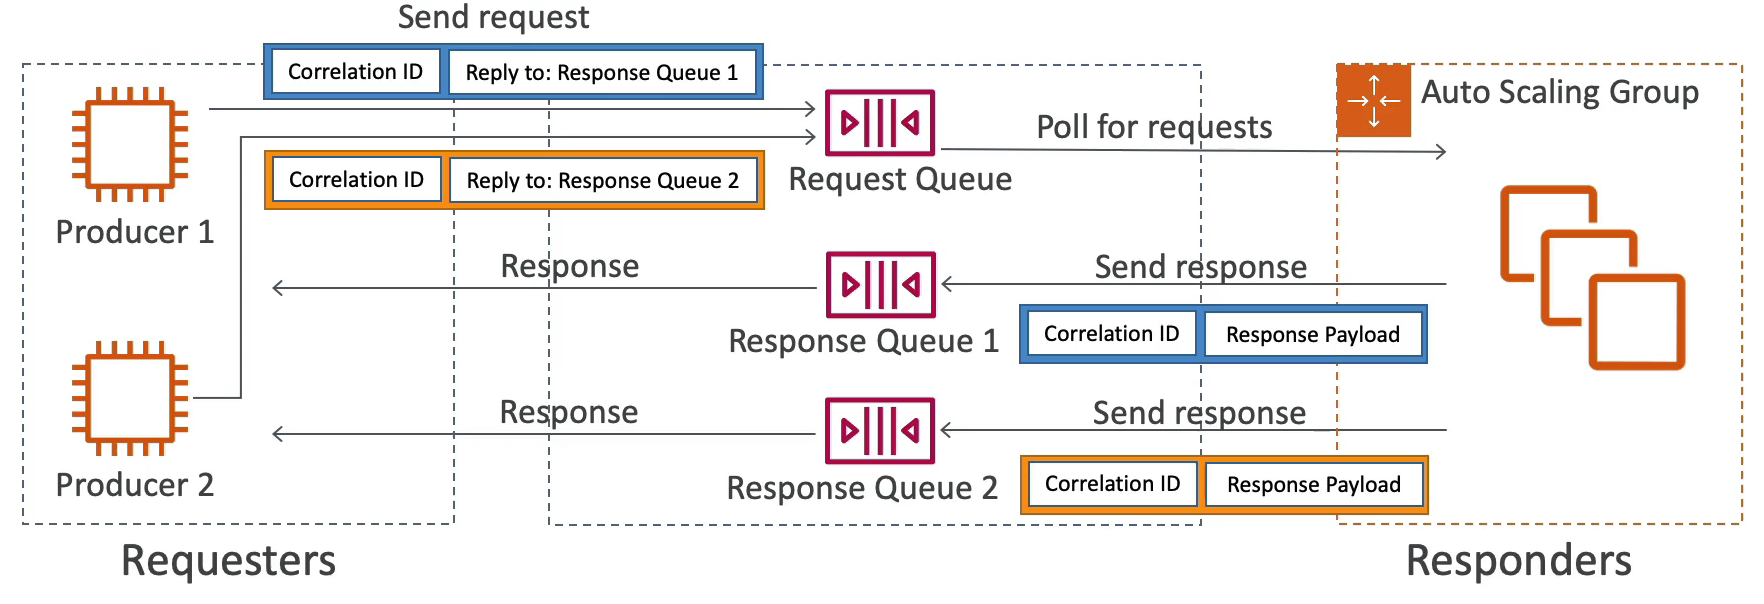 Send request
Correlation ID
Reply to: Response Queue 1
Auto Scaling Group
Poll for requests
Correlation ID
Reply to: Response Queue 2
Request Queue
Producer 1
Response
Send response
Correlation ID
Response Payload
Response Queue 1
Response
Send response
Producer 2
Response Queue 2
Correlation ID
Response Payload
Requesters
Responders